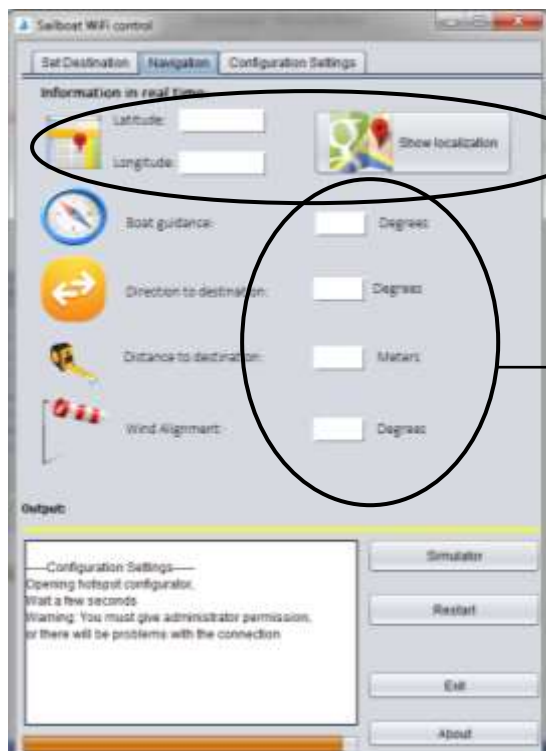 Sailboat WiFi control
Set Destination Navigation Configuration Settings
Information in real time:
Latitude:
Longitude:
Show localization
Boat guidance: Degrees
Direction to destination: Degrees
Distance to destination: Meters
Wind Alignment: Degrees
Output:
----Configuration Settings----
Opening hotspot configurator,
Wait a few seconds
Warning: You must give administrator permission,
or there will be problems with the connection
Simulator
Restart
Exit
About